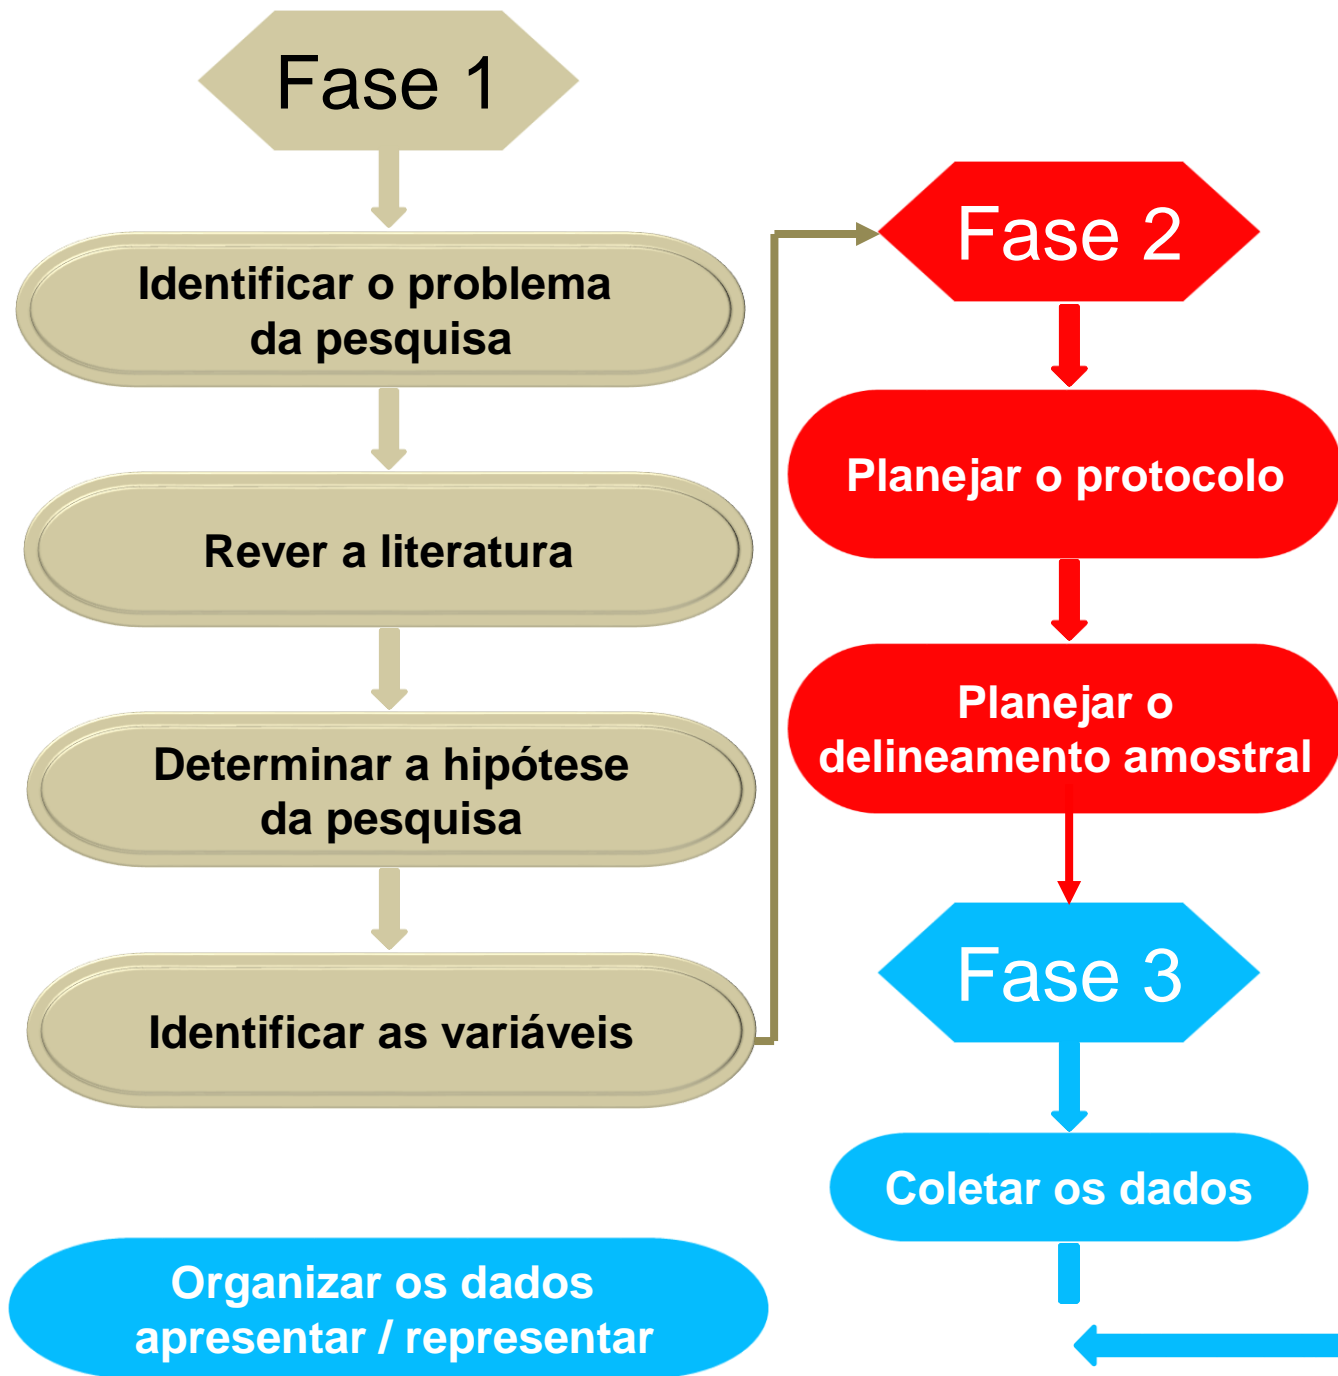 Fase 1
Identificar o problema
da pesquisa
Rever a literatura
Determinar a hipótese
da pesquisa
Identificar as variáveis
Fase 2
Planejar o protocolo
Planejar o
delineamento amostral
Fase 3
Coletar os dados
Organizar os dados
apresentar / representar